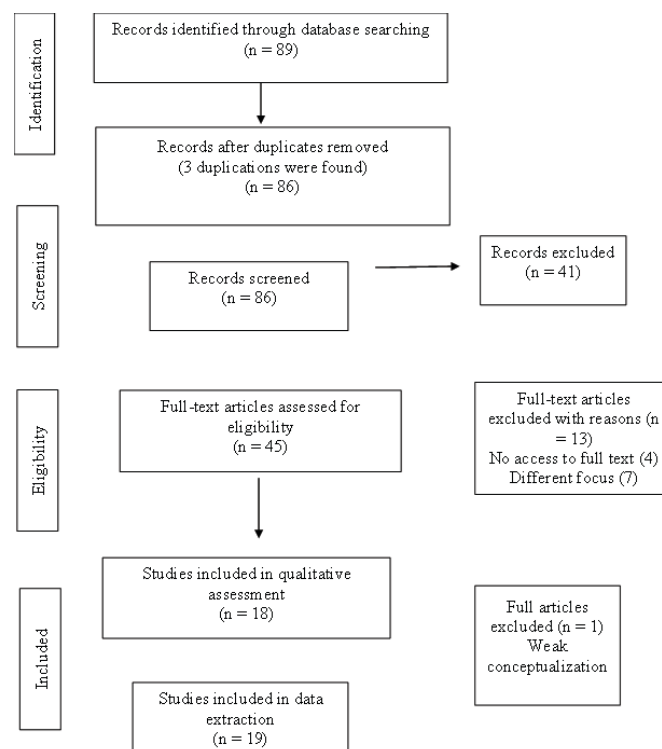 Identification
Records identified through database searching
(n = 89)
Records after duplicates removed
(3 duplications were found)
(n = 86)
Screening
Records screened
(n = 86)
Records excluded
(n = 41)
Eligibility
Full-text articles assessed for
eligibility
(n = 45)
Full-text articles
excluded with reasons (n
= 13)
No access to full text (4)
Different focus (7)
Included
Studies included in qualitative
assessment
(n = 18)
Full articles
excluded (n = 1)
Weak
conceptualization
Studies included in data
extraction
(n = 19)